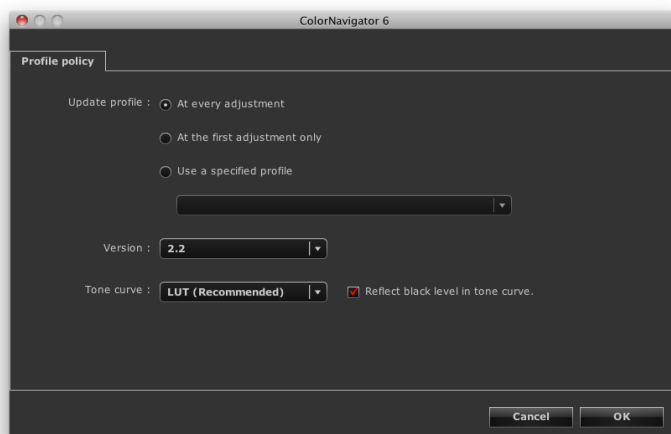 ColorNavigator 6
Profile policy
Update profile : At every adjustment
At the first adjustment only
Use a specified profile
Version : 2.2
Tone curve : LUT (Recommended) Reflect black level in tone curve.
Cancel OK